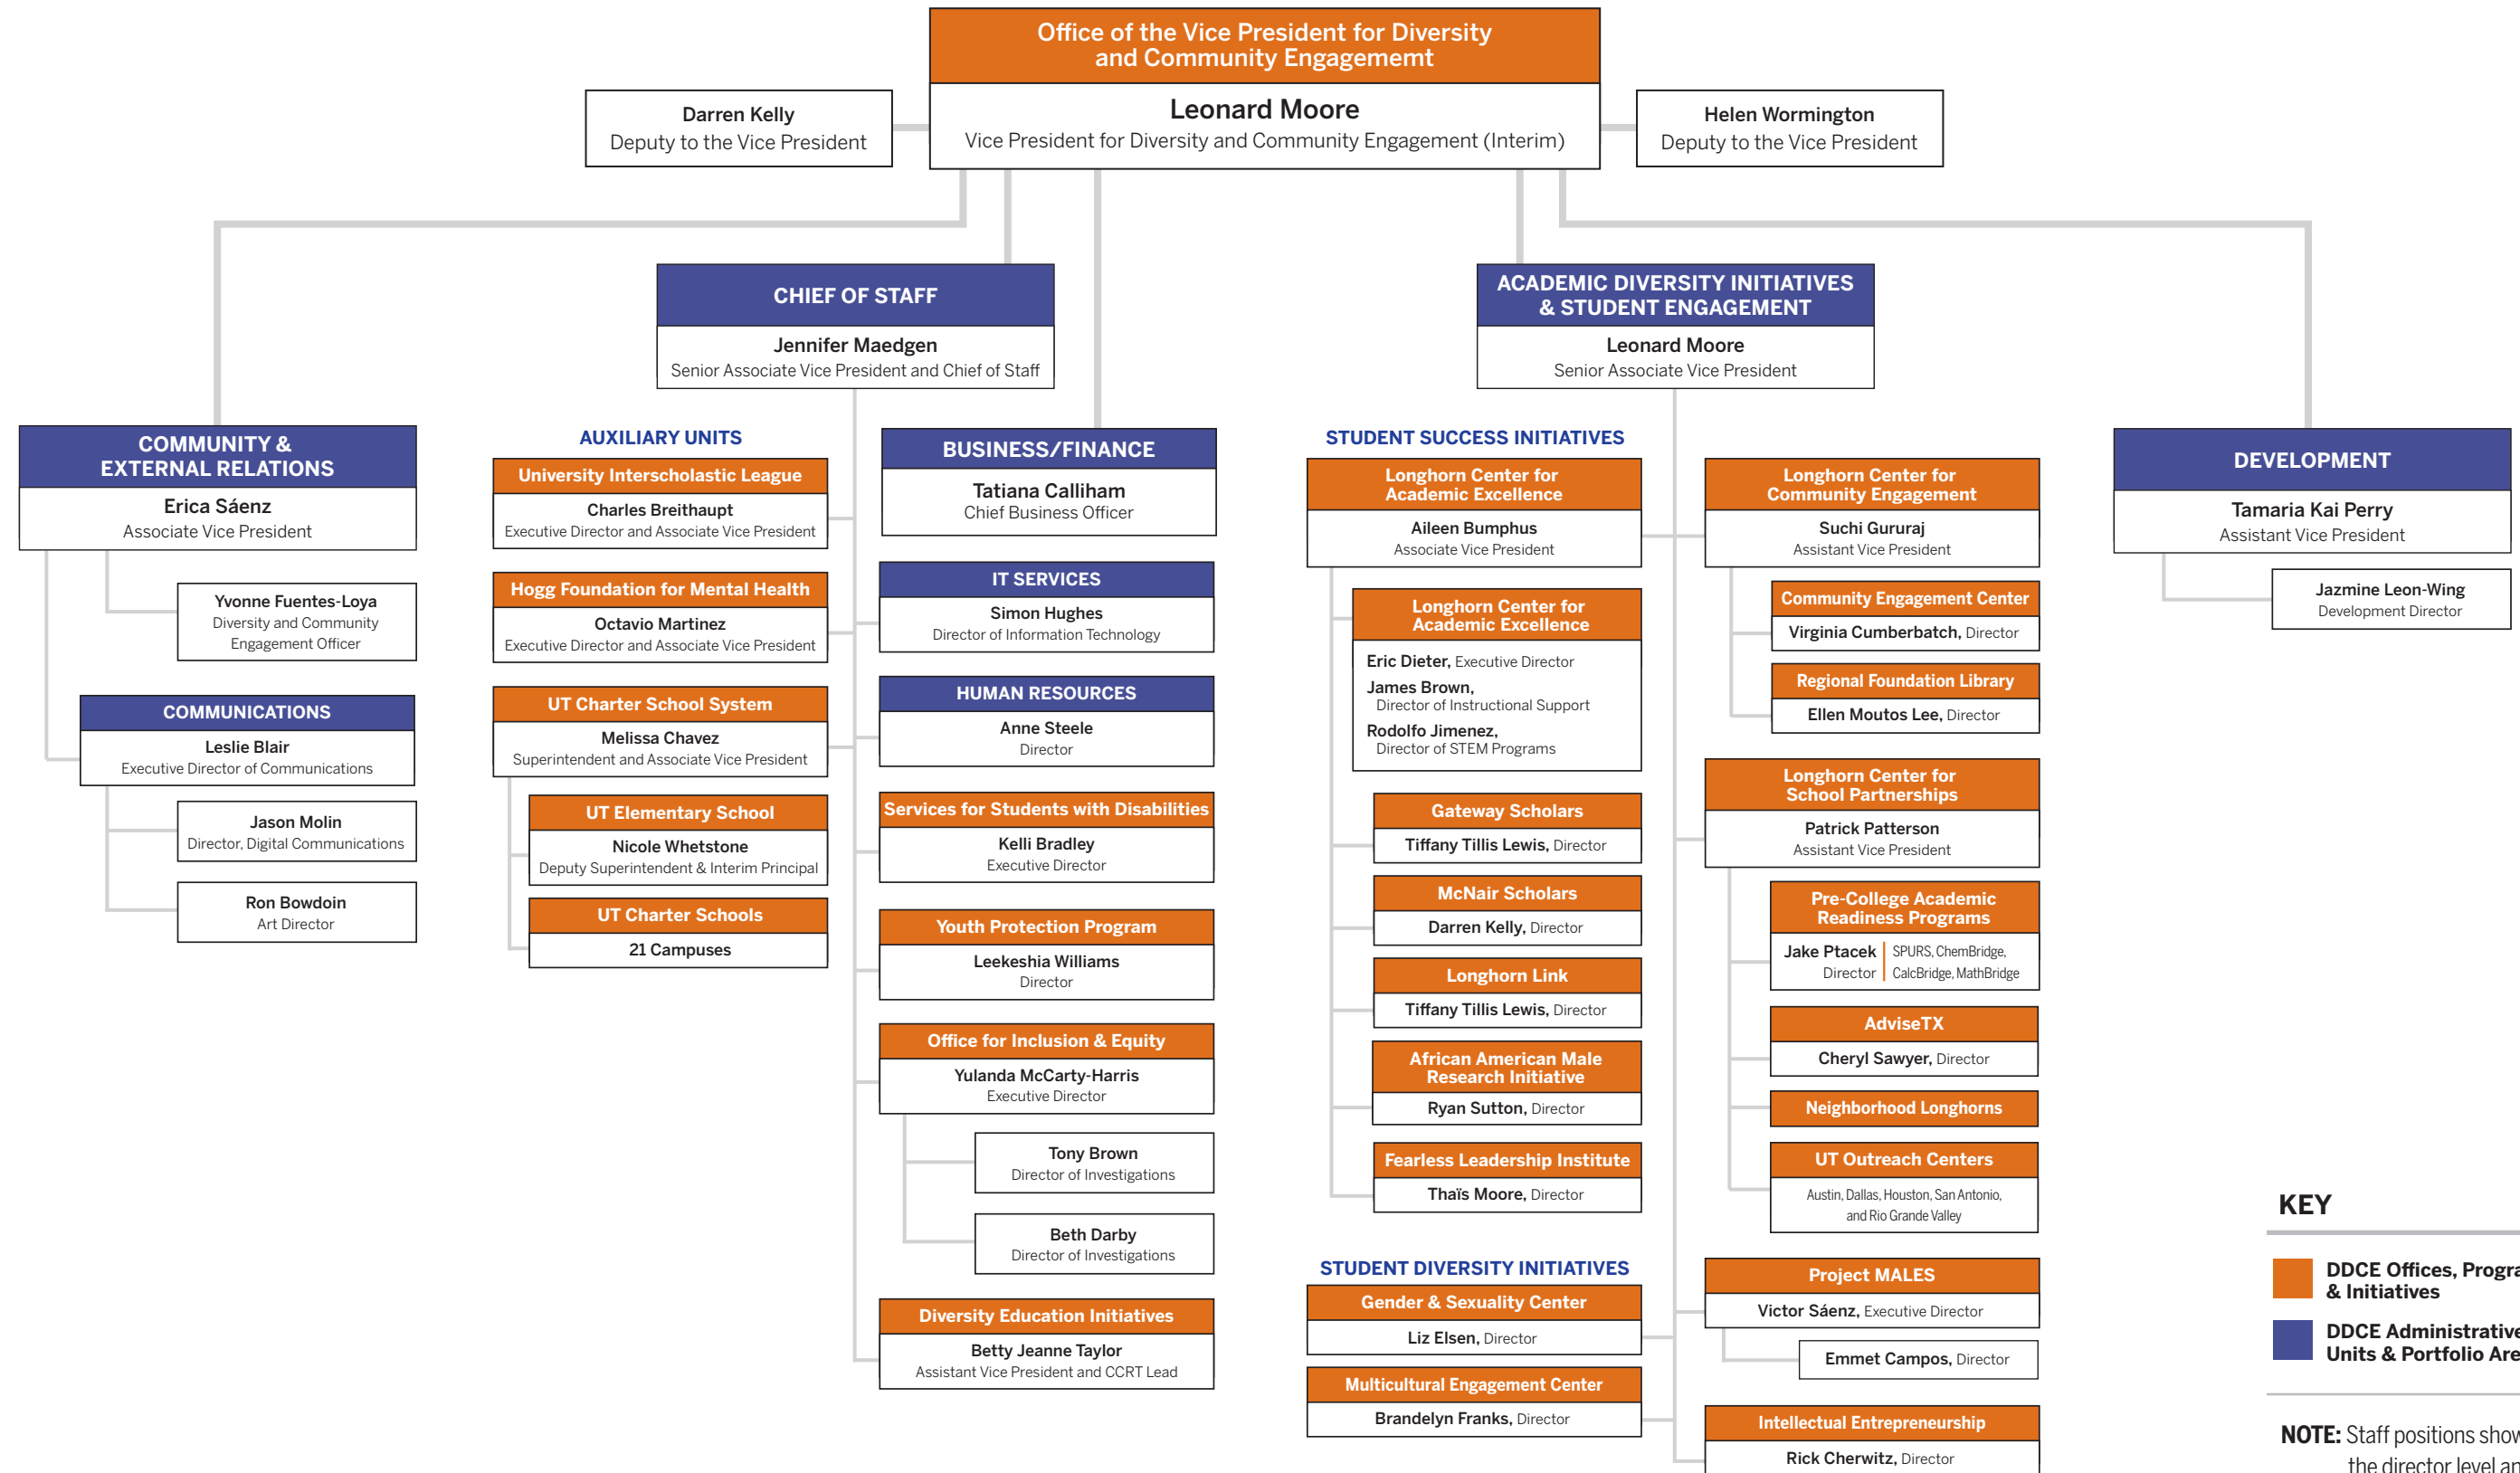 Office of the Vice President for Diversity
and Community Engagememt
Leonard Moore
Vice President for Diversity and Community Engagement (Interim)
Darren Kelly
Deputy to the Vice President
Helen Wormington
Deputy to the Vice President
CHIEF OF STAFF
Jennifer Maedgen
Senior Associate Vice President and Chief of Staff
ACADEMIC DIVERSITY INITIATIVES
& STUDENT ENGAGEMENT
Leonard Moore
Senior Associate Vice President
COMMUNITY &
EXTERNAL RELATIONS
Erica Sáenz
Associate Vice President
Yvonne Fuentes-Loya
Diversity and Community
Engagement Officer
COMMUNICATIONS
Leslie Blair
Executive Director of Communications
Jason Molin
Director, Digital Communications
Ron Bowdoin
Art Director
AUXILIARY UNITS
University Interscholastic League
Charles Breithaupt
Executive Director and Associate Vice President
Hogg Foundation for Mental Health
Octavio Martinez
Executive Director and Associate Vice President
UT Charter School System
Melissa Chavez
Superintendent and Associate Vice President
UT Elementary School
Nicole Whetstone
Deputy Superintendent & Interim Principal
UT Charter Schools
21 Campuses
BUSINESS/FINANCE
Tatiana Calliham
Chief Business Officer
IT SERVICES
Simon Hughes
Director of Information Technology
HUMAN RESOURCES
Anne Steele
Director
Services for Students with Disabilities
Kelli Bradley
Executive Director
Youth Protection Program
Leekeshia Williams
Director
Office for Inclusion & Equity
Yulanda McCarty-Harris
Executive Director
Tony Brown
Director of Investigations
Beth Darby
Director of Investigations
Diversity Education Initiatives
Betty Jeanne Taylor
Assistant Vice President and CCRT Lead
STUDENT SUCCESS INITIATIVES
Longhorn Center for
Academic Excellence
Aileen Bumphus
Associate Vice President
Longhorn Center for
Academic Excellence
Eric Dieter, Executive Director
James Brown,
Director of Instructional Support
Rodolfo Jimenez,
Director of STEM Programs
Gateway Scholars
Tiffany Tillis Lewis, Director
McNair Scholars
Darren Kelly, Director
Longhorn Link
Tiffany Tillis Lewis, Director
African American Male
Research Initiative
Ryan Sutton, Director
Fearless Leadership Institute
Thaïs Moore, Director
STUDENT DIVERSITY INITIATIVES
Gender & Sexuality Center
Liz Elsen, Director
Multicultural Engagement Center
Brandelyn Franks, Director
Longhorn Center for
Community Engagement
Suchi Gururaj
Assistant Vice President
Community Engagement Center
Virginia Cumberbatch, Director
Regional Foundation Library
Ellen Moutos Lee, Director
Longhorn Center for
School Partnerships
Patrick Patterson
Assistant Vice President
Pre-College Academic
Readiness Programs
Jake Ptacek SPURS, ChemBridge,
Director CalcBridge, MathBridge
AdviseTX
Cheryl Sawyer, Director
Neighborhood Longhorns
UT Outreach Centers
Austin, Dallas, Houston, San Antonio,
and Rio Grande Valley
Project MALES
Victor Sáenz, Executive Director
Emmet Campos, Director
Intellectual Entrepreneurship
Rick Cherwitz, Director
DEVELOPMENT
Tamaria Kai Perry
Assistant Vice President
Jazmine Leon-Wing
Development Director
KEY
DDCE Offices,
& Initiatives
DDCE Administrative
Units & Portfolio
NOTE: Staff positions
the director level